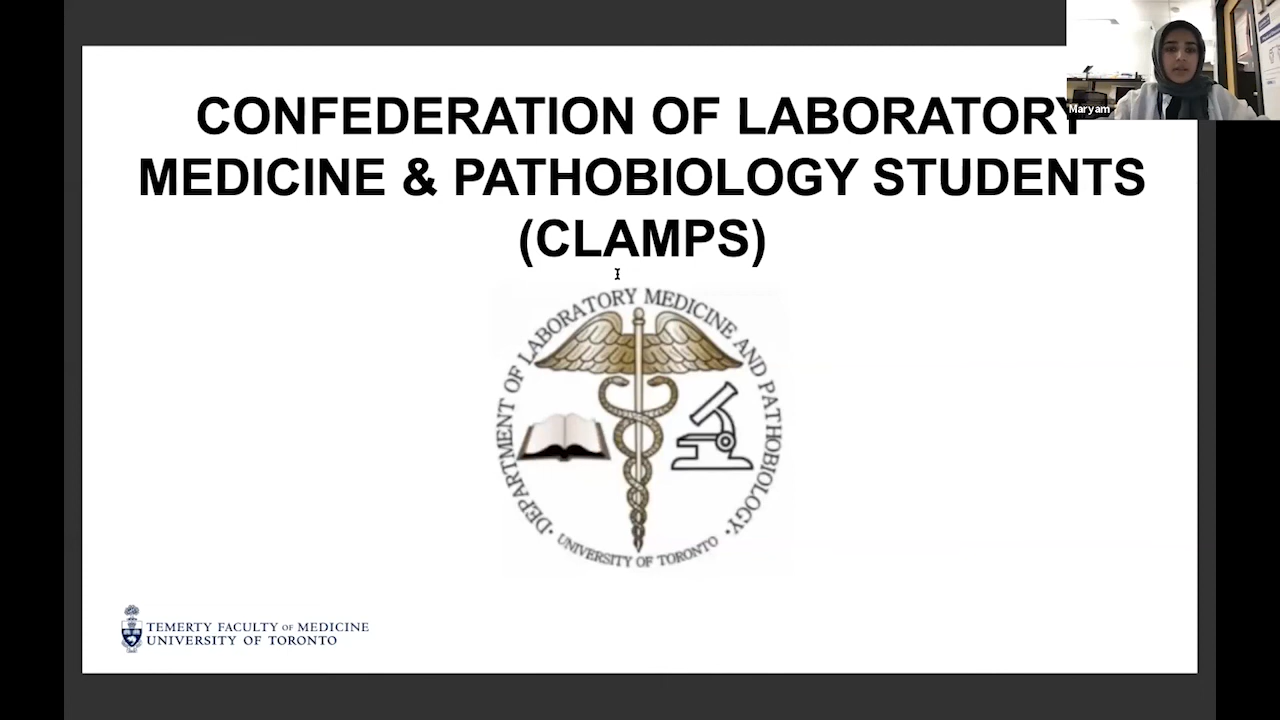 CONFEDERATION OF LABORATORY
MEDICINE & PATHOBIOLOGY STUDENTS
(CLAMPS)
Maryam
·DEPARTMENT OF LABORATORY MEDICINE AND PATHOBIOLOGY·
UNIVERSITY OF TORONTO
TEMERTY FACULTY OF MEDICINE
UNIVERSITY OF TORONTO